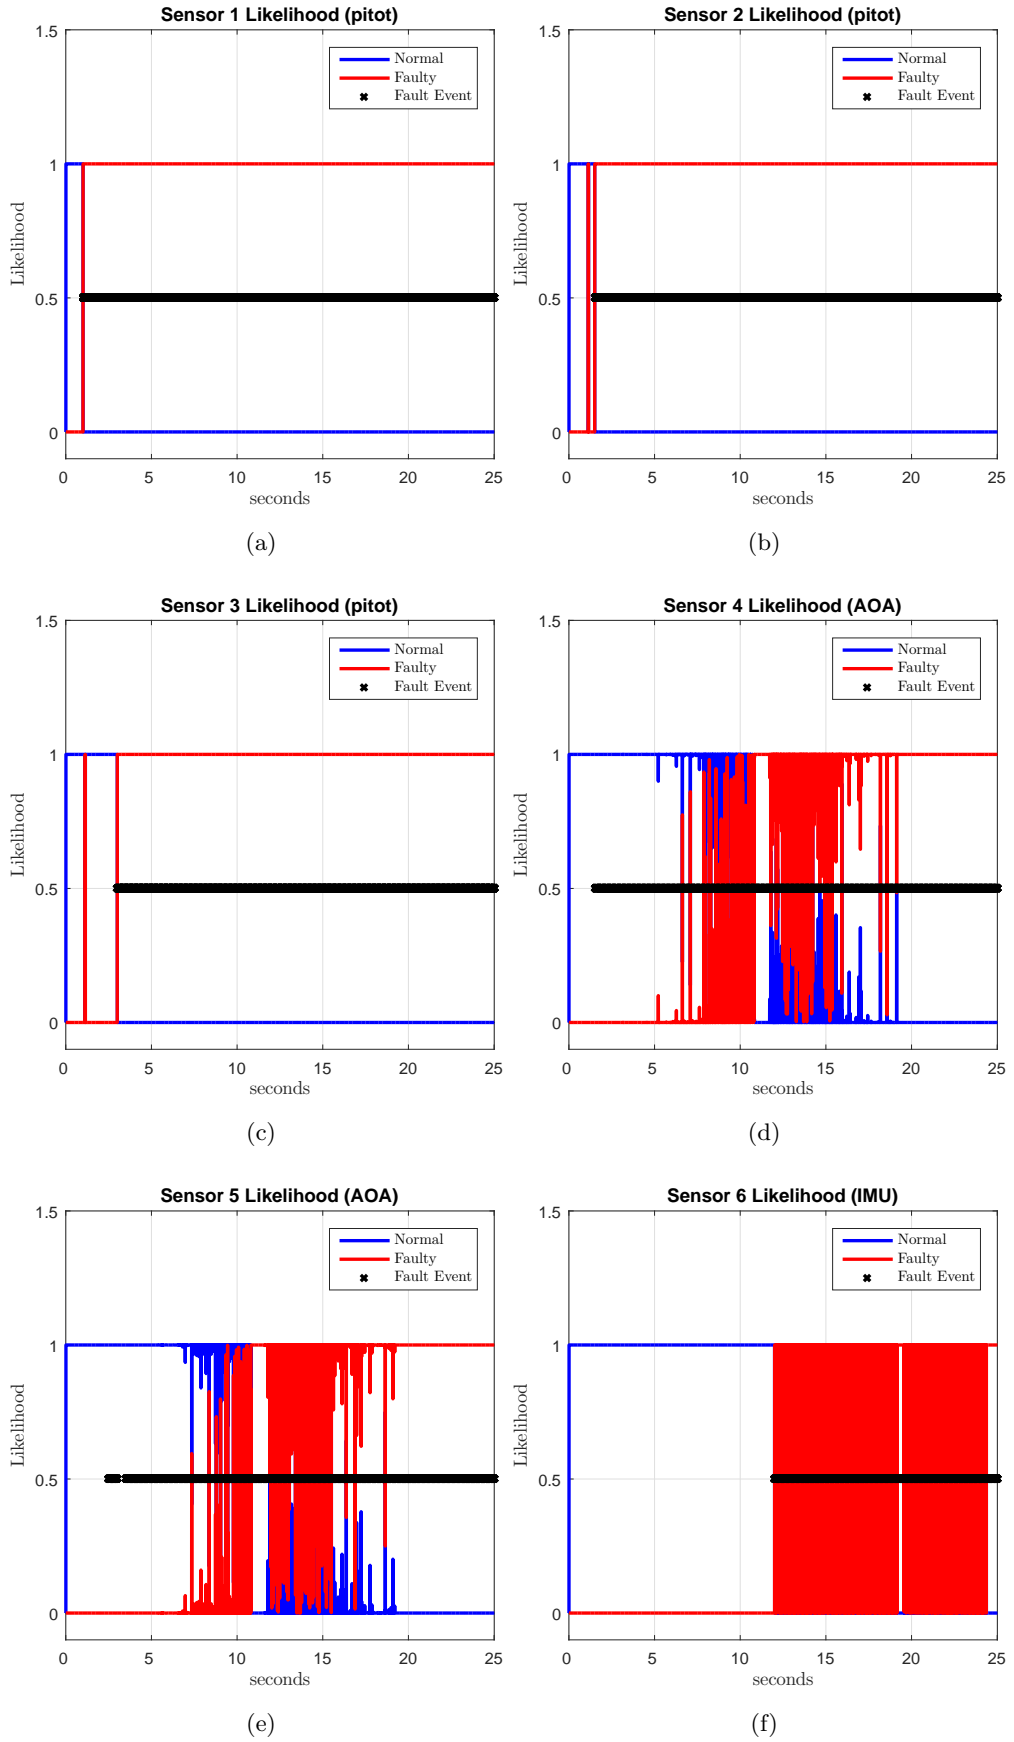 Sensor 1 Likelihood (pitot)
1.5
1
0.5
0
Likelihood
Normal
Faulty
Fault Event
0 5 10 15 20 25
seconds
(a)
Sensor 2 Likelihood (pitot)
1.5
1
0.5
0
Likelihood
Normal
Faulty
Fault Event
0 5 10 15 20 25
seconds
(b)
Sensor 3 Likelihood (pitot)
1.5
1
0.5
0
Likelihood
Normal
Faulty
Fault Event
0 5 10 15 20 25
seconds
(c)
Sensor 4 Likelihood (AOA)
1.5
1
0.5
0
Likelihood
Normal
Faulty
Fault Event
0 5 10 15 20 25
seconds
(d)
Sensor 5 Likelihood (AOA)
1.5
1
0.5
0
Likelihood
Normal
Faulty
Fault Event
0 5 10 15 20 25
seconds
(e)
Sensor 6 Likelihood (IMU)
1.5
1
0.5
0
Likelihood
Normal
Faulty
Fault Event
0 5 10 15 20 25
seconds
(f)